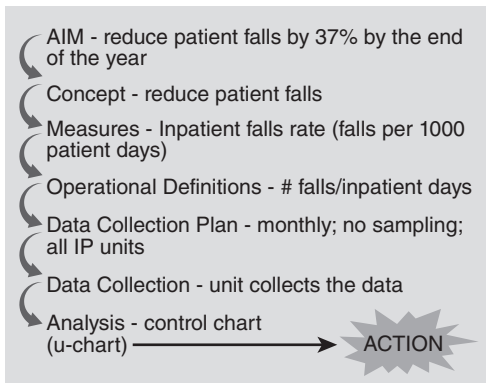 AIM - reduce patient falls by 37% by the end
of the year
Concept - reduce patient falls
Measures - Inpatient falls rate (falls per 1000
patient days)
Operational Definitions - # falls/inpatient days
Data Collection Plan - monthly; no sampling;
all IP units
Data Collection - unit collects the data
Analysis - control chart
(u-chart) ACTION